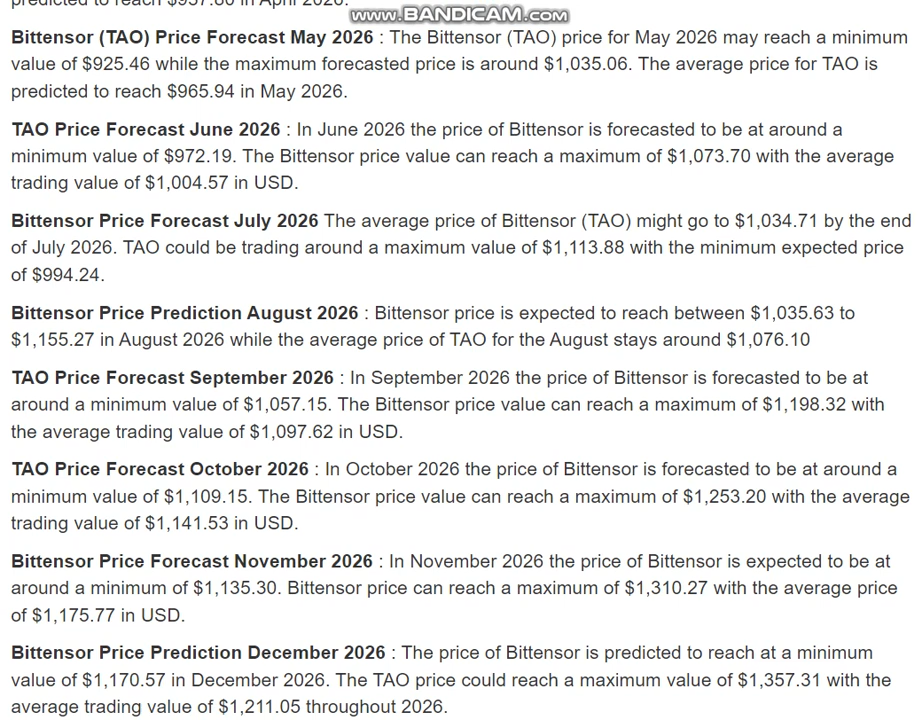 predicted to reach $957.80 in April 2026.
www.BANDICAM.com
Bittensor (TAO) Price Forecast May 2026 : The Bittensor (TAO) price for May 2026 may reach a minimum
value of $925.46 while the maximum forecasted price is around $1,035.06. The average price for TAO is
predicted to reach $965.94 in May 2026.
TAO Price Forecast June 2026 : In June 2026 the price of Bittensor is forecasted to be at around a
minimum value of $972.19. The Bittensor price value can reach a maximum of $1,073.70 with the average
trading value of $1,004.57 in USD.
Bittensor Price Forecast July 2026 The average price of Bittensor (TAO) might go to $1,034.71 by the end
of July 2026. TAO could be trading around a maximum value of $1,113.88 with the minimum expected price
of $994.24.
Bittensor Price Prediction August 2026 : Bittensor price is expected to reach between $1,035.63 to
$1,155.27 in August 2026 while the average price of TAO for the August stays around $1,076.10
TAO Price Forecast September 2026 : In September 2026 the price of Bittensor is forecasted to be at
around a minimum value of $1,057.15. The Bittensor price value can reach a maximum of $1,198.32 with
the average trading value of $1,097.62 in USD.
TAO Price Forecast October 2026 : In October 2026 the price of Bittensor is forecasted to be at around a
minimum value of $1,109.15. The Bittensor price value can reach a maximum of $1,253.20 with the average
trading value of $1,141.53 in USD.
Bittensor Price Forecast November 2026 : In November 2026 the price of Bittensor is expected to be at
around a minimum of $1,135.30. Bittensor price can reach a maximum of $1,310.27 with the average price
of $1,175.77 in USD.
Bittensor Price Prediction December 2026 : The price of Bittensor is predicted to reach at a minimum
value of $1,170.57 in December 2026. The TAO price could reach a maximum value of $1,357.31 with the
average trading value of $1,211.05 throughout 2026.